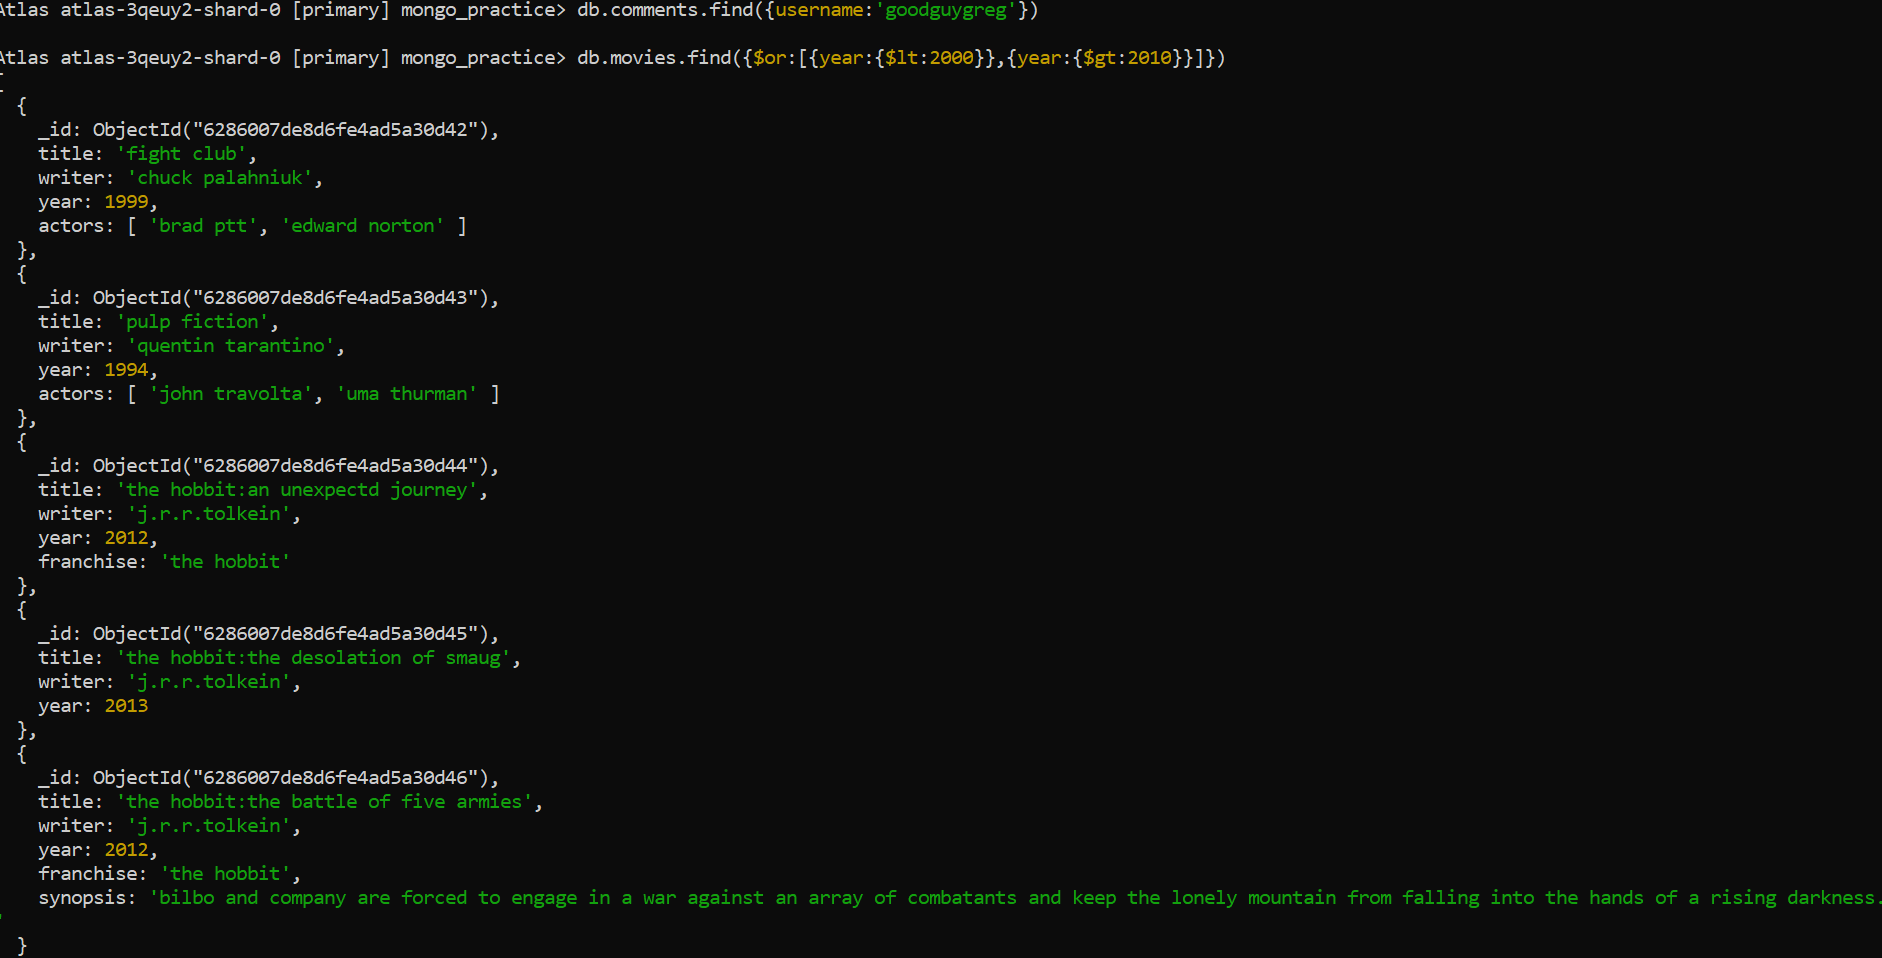 Atlas atlas-3qeuy2-shard-0 [primary] mongo_practice> db.comments.find({username:'goodguygreg'})
Atlas atlas-3qeuy2-shard-0 [primary] mongo_practice> db.movies.find({$or:[{year:{$lt:2000}},{year:{$gt:2010}}]})
[
  {
    _id: ObjectId("6286007de8d6fe4ad5a30d42"),
    title: 'fight club',
    writer: 'chuck palahniuk',
    year: 1999,
    actors: [ 'brad ptt', 'edward norton' ]
  },
  {
    _id: ObjectId("6286007de8d6fe4ad5a30d43"),
    title: 'pulp fiction',
    writer: 'quentin tarantino',
    year: 1994,
    actors: [ 'john travolta', 'uma thurman' ]
  },
  {
    _id: ObjectId("6286007de8d6fe4ad5a30d44"),
    title: 'the hobbit:an unexpectd journey',
    writer: 'j.r.r.tolkein',
    year: 2012,
    franchise: 'the hobbit'
  },
  {
    _id: ObjectId("6286007de8d6fe4ad5a30d45"),
    title: 'the hobbit:the desolation of smaug',
    writer: 'j.r.r.tolkein',
    year: 2013
  },
  {
    _id: ObjectId("6286007de8d6fe4ad5a30d46"),
    title: 'the hobbit:the battle of five armies',
    writer: 'j.r.r.tolkein',
    year: 2012,
    franchise: 'the hobbit',
    synopsis: 'bilbo and company are forced to engage in a war against an array of combatants and keep the lonely mountain from falling into the hands of a rising darkness.
'
  }